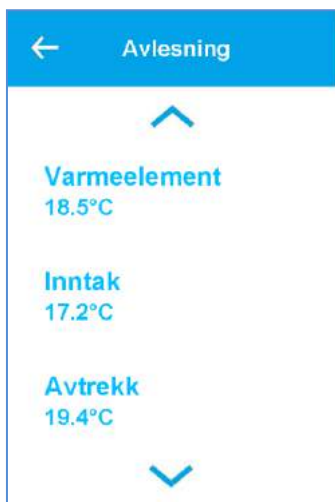 Avlesning
Varmeelement
18.5°C
Inntak
17.2°C
Avtrekk
19.4°C